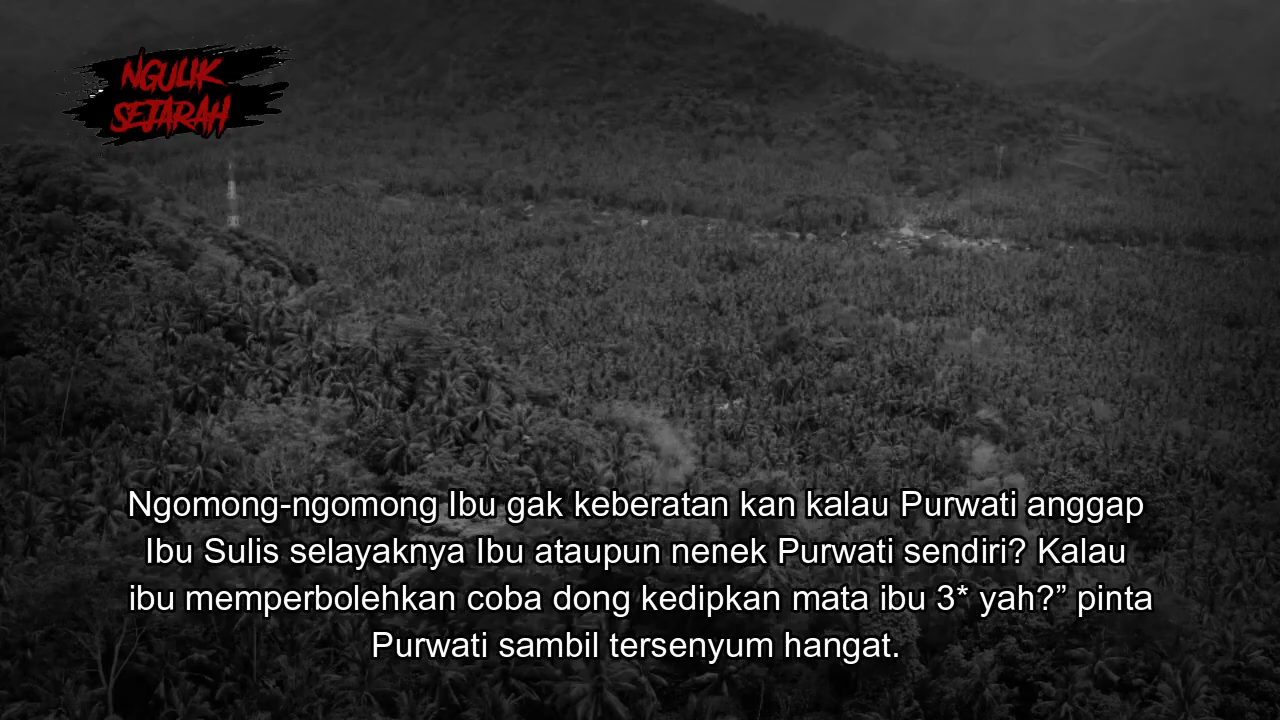 NGULIK
SEJARAH
Ngomong-ngomong Ibu gak keberatan kan kalau Purwati anggap
Ibu Sulis selayaknya Ibu ataupun nenek Purwati sendiri? Kalau
ibu memperbolehkan coba dong kedipkan mata ibu 3* yah?” pinta
Purwati sambil tersenyum hangat.